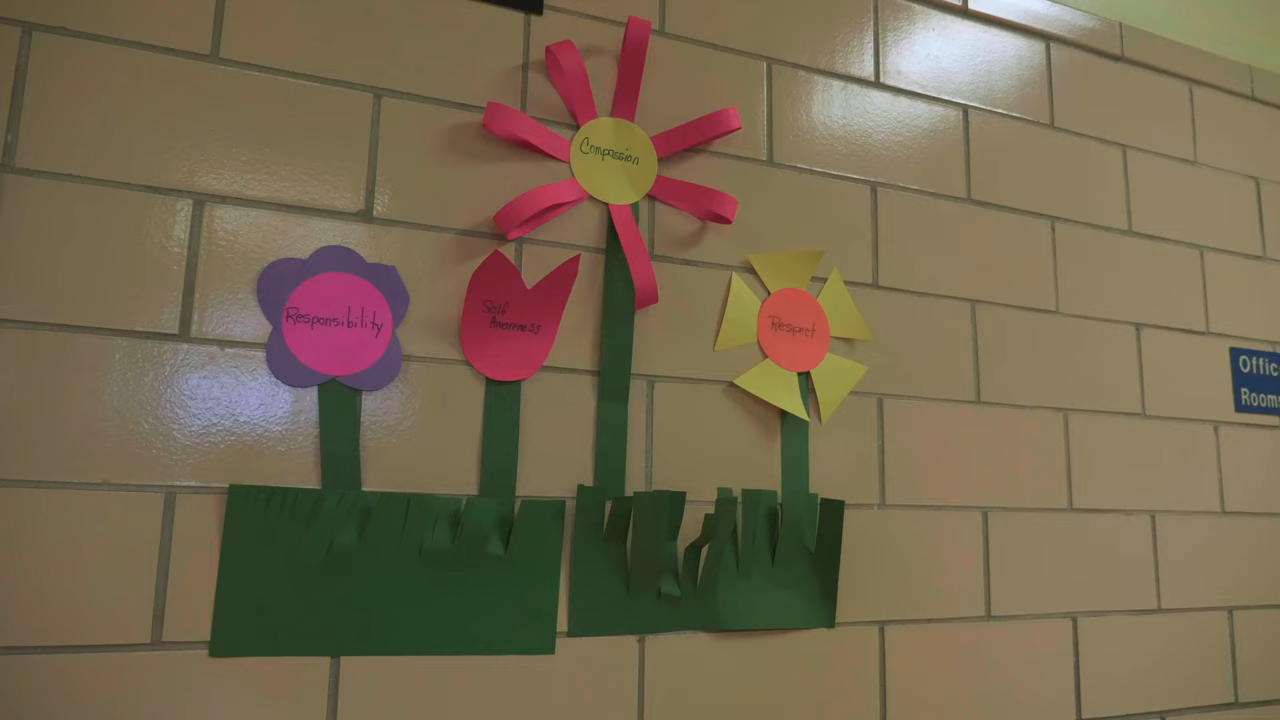 Compassion
Responsibility
Self
Awareness
Respect
Offic
Rooms